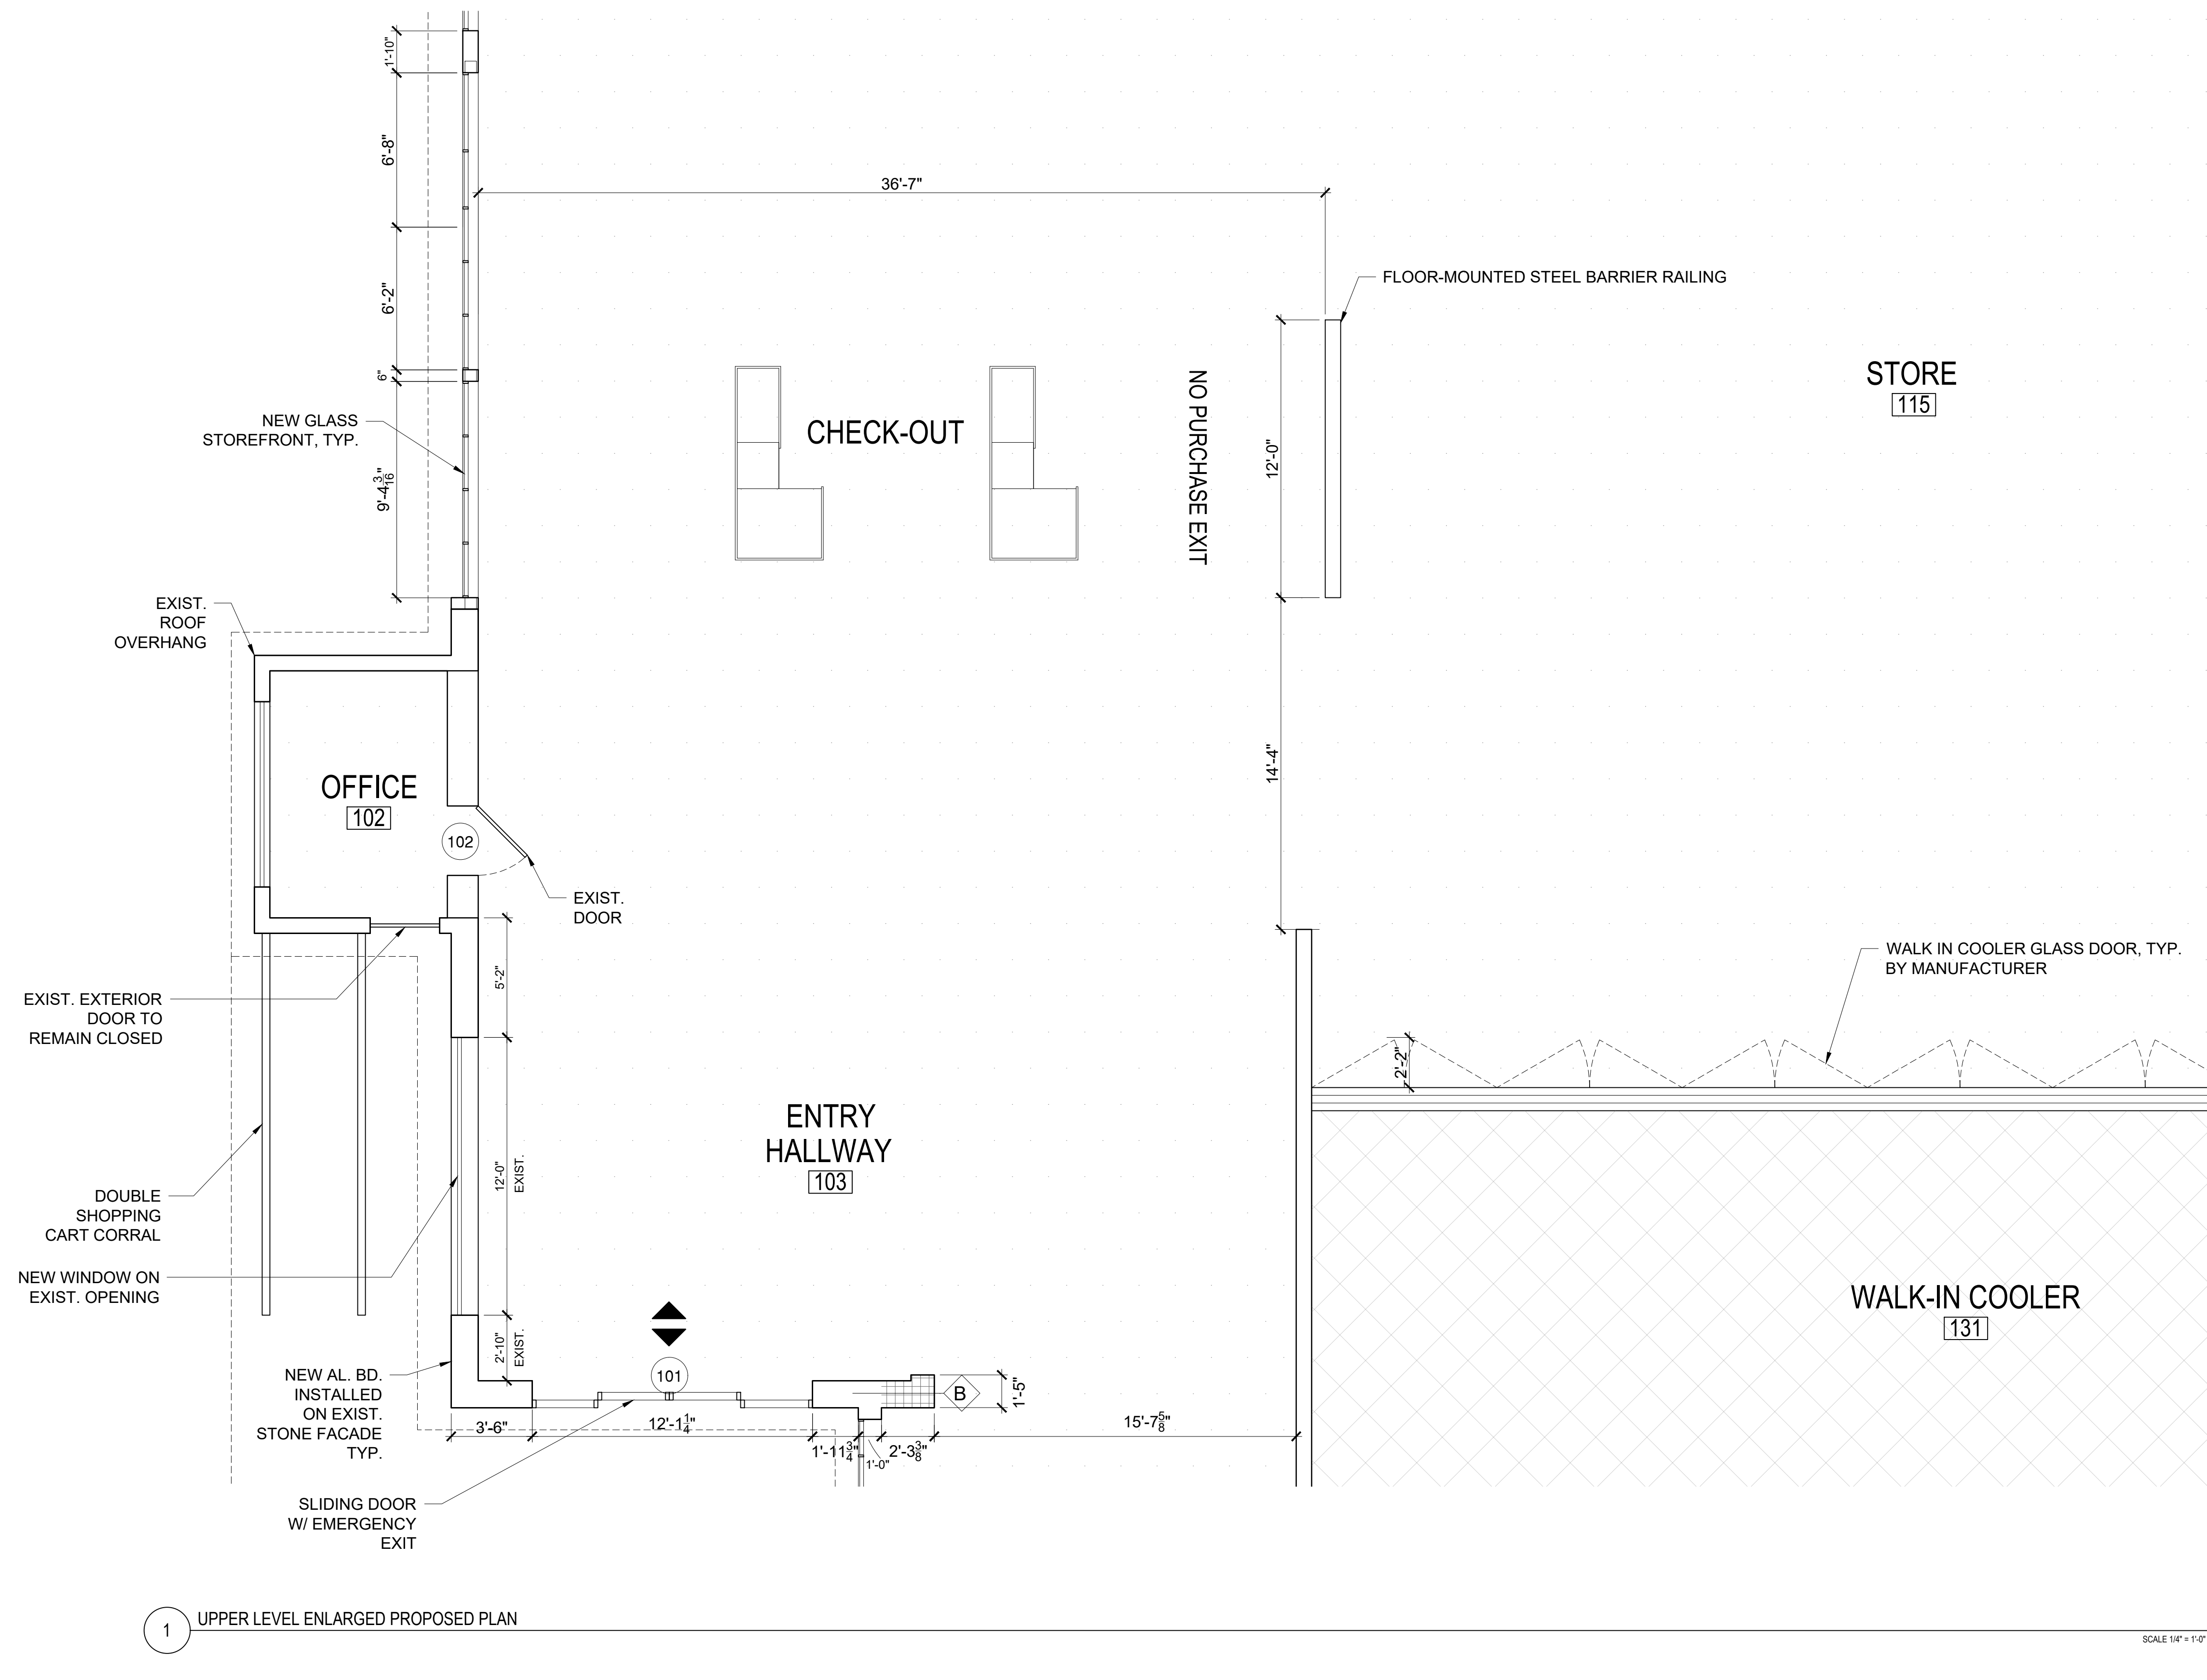 1'-10"
6'-8"
36'-7"
FLOOR-MOUNTED STEEL BARRIER RAILING
6'-2"
6"
STORE
115
NEW GLASS
STOREFRONT, TYP.
CHECK-OUT
NO PURCHASE EXIT
12'-0"
9'-4 3/16"
EXIST.
ROOF
OVERHANG
14'-4"
OFFICE
102
102
EXIST.
DOOR
5'-2"
WALK IN COOLER GLASS DOOR, TYP.
BY MANUFACTURER
EXIST. EXTERIOR
DOOR TO
REMAIN CLOSED
2'-2"
ENTRY
HALLWAY
103
12'-0"
EXIST.
DOUBLE
SHOPPING
CART CORRAL
NEW WINDOW ON
EXIST. OPENING
WALK-IN COOLER
131
2'-10"
EXIST.
NEW AL. BD.
INSTALLED
ON EXIST.
STONE FACADE
TYP.
101
B
1'-5"
3'-6"
12'-1 1/4"
1'-11 3/4"
1'-0"
2'-3 3/8"
15'-7 5/8"
SLIDING DOOR
W/ EMERGENCY
EXIT
1
UPPER LEVEL ENLARGED PROPOSED PLAN
SCALE 1/4" = 1'-0"